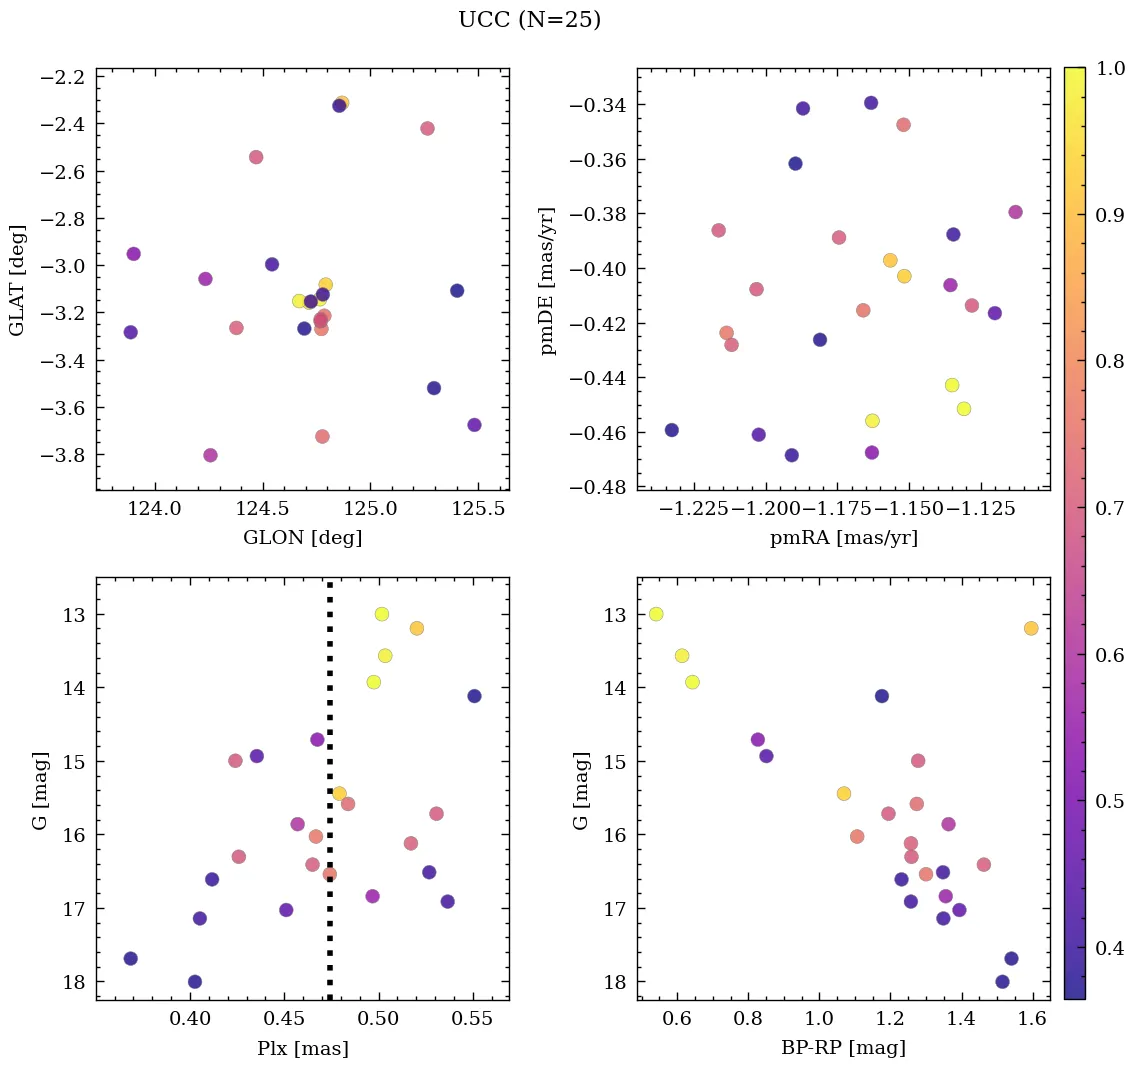 UCC (N=25)
−2.2
−2.4
−2.6
−2.8
−3.0
−3.2
−3.4
−3.6
−3.8
GLAT [deg]
124.0 124.5 125.0 125.5
GLON [deg]
−0.34
−0.36
−0.38
−0.40
−0.42
−0.44
−0.46
−0.48
pmDE [mas/yr]
−1.225 −1.200 −1.175 −1.150 −1.125
pmRA [mas/yr]
1.0
0.9
0.8
0.7
0.6
0.5
0.4
13
14
15
16
17
18
G [mag]
0.40 0.45 0.50 0.55
Plx [mas]
13
14
15
16
17
18
G [mag]
0.6 0.8 1.0 1.2 1.4 1.6
BP-RP [mag]